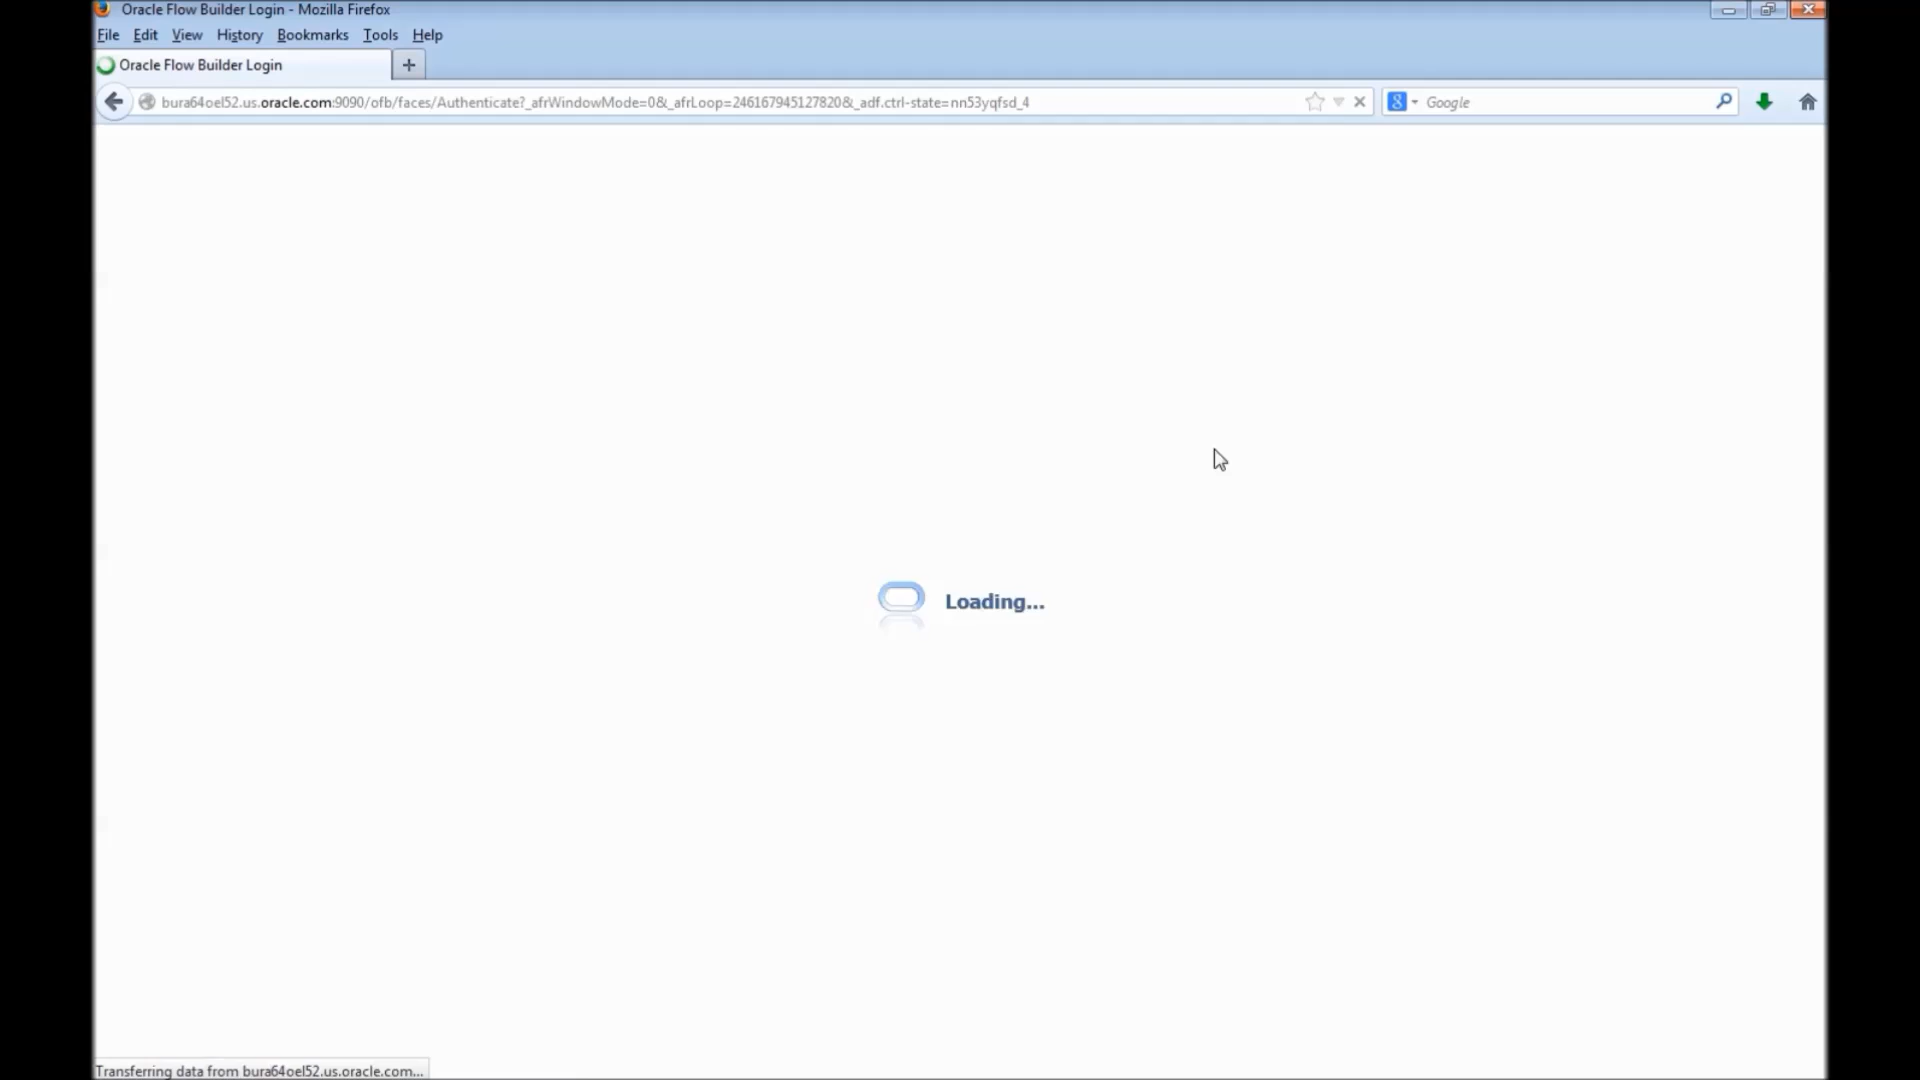 Oracle Flow Builder Login - Mozilla Firefox
File Edit View History Bookmarks Tools Help
Oracle Flow Builder Login +
bura64oel52.us.oracle.com:9090/ofb/faces/Authenticate?_afrWindowMode=0&_afrLoop=246167945127820&_adf.ctrl-state=nn53yqfsd_4 8 Google
Loading...
Transferring data from bura64oel52.us.oracle.com...